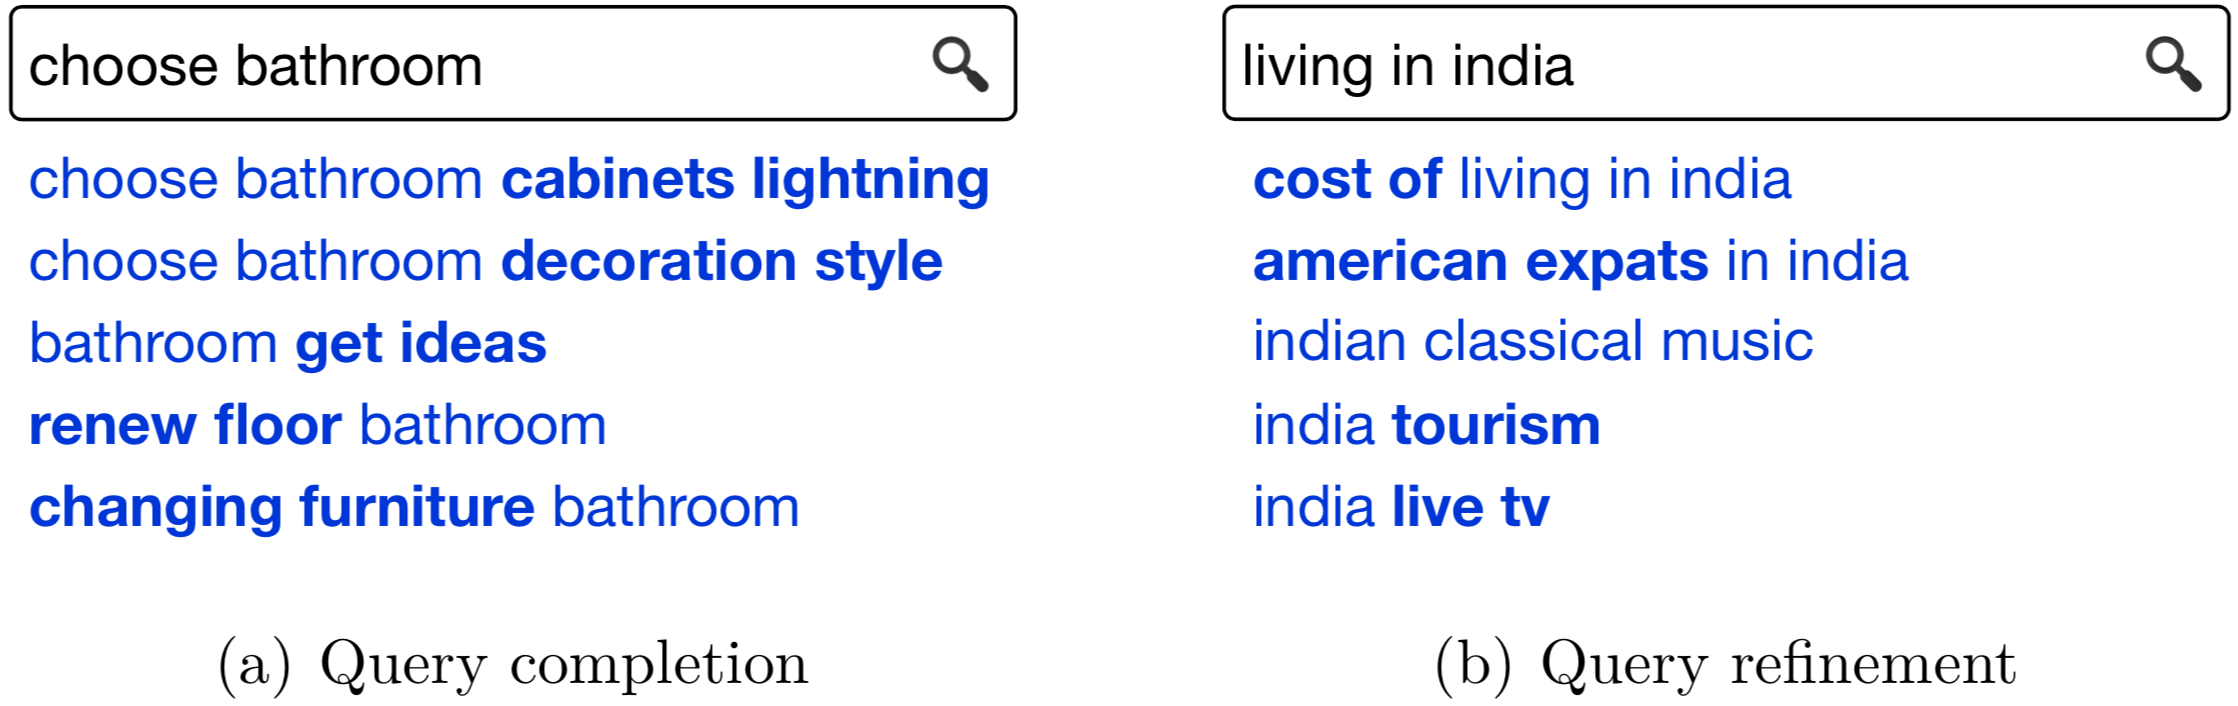 choose bathroom
choose bathroom cabinets lightning
choose bathroom decoration style
bathroom get ideas
renew floor bathroom
changing furniture bathroom
(a) Query completion
living in india
cost of living in india
american expats in india
indian classical music
india tourism
india live tv
(b) Query refinement